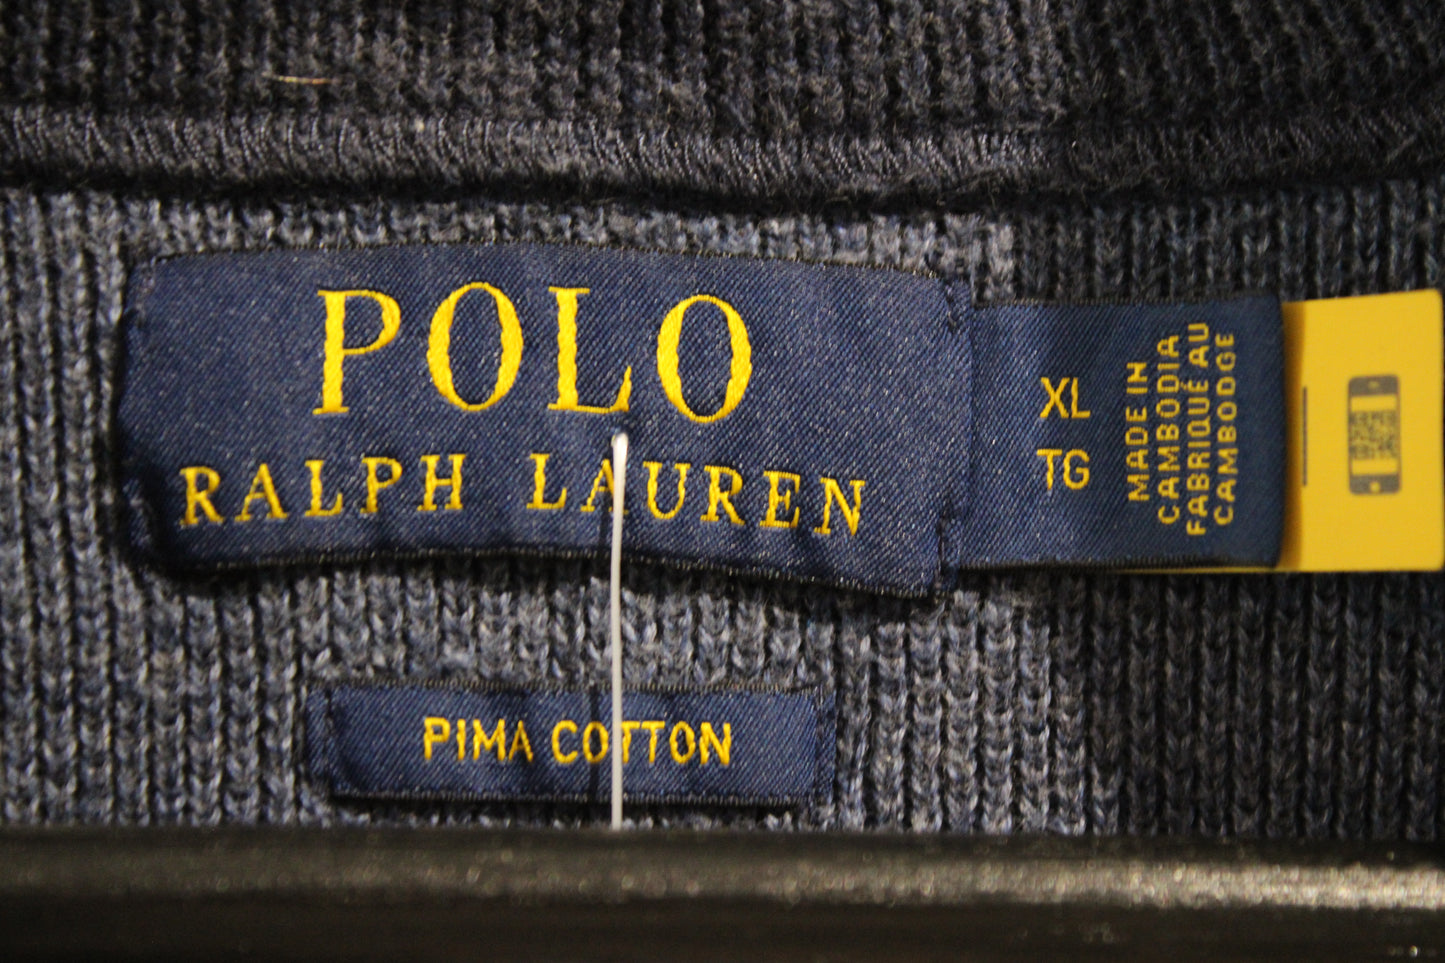 POLO
RALPH LAUREN
XL
TG
MADE IN
CAMBODIA
FABRIQUÉ AU
CAMBODGE
PIMA COTTON